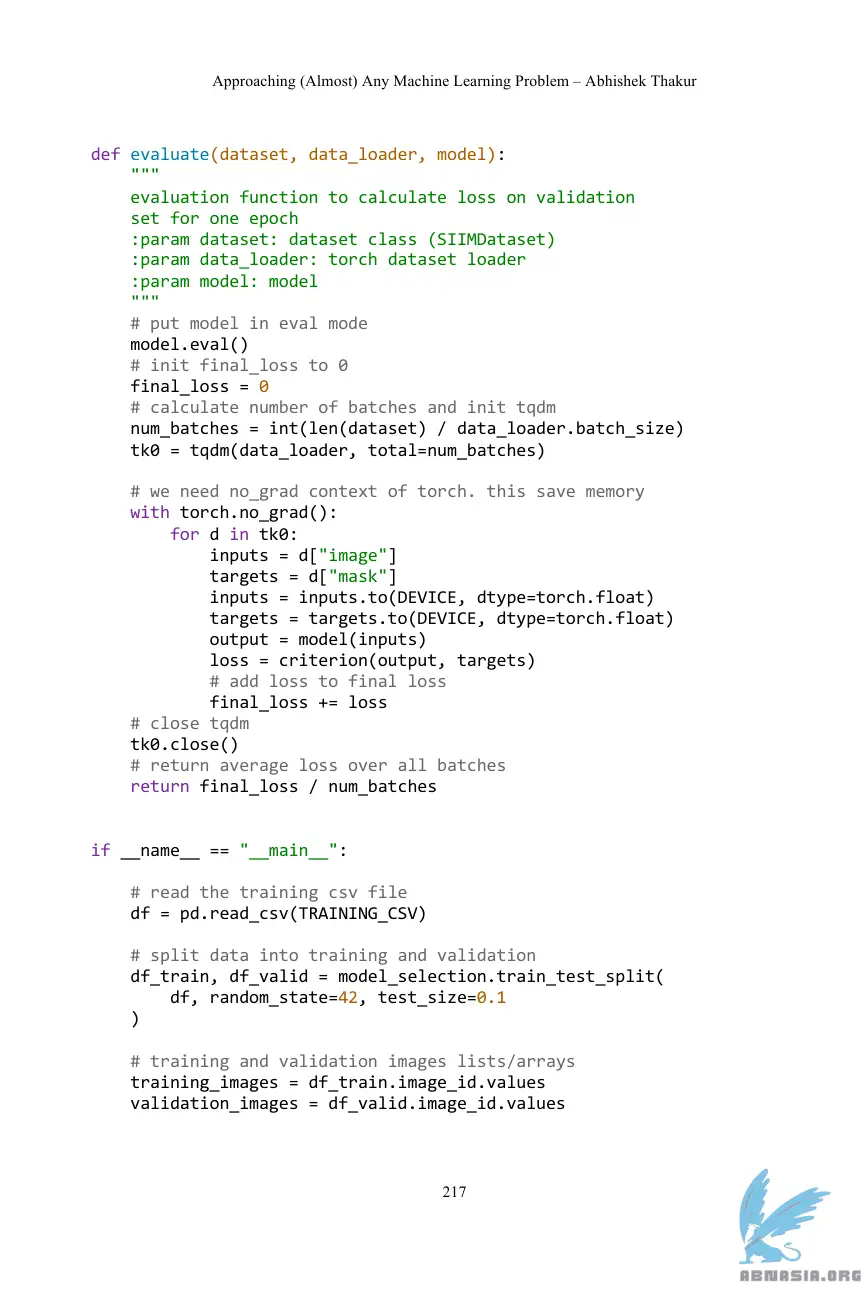 Approaching (Almost) Any Machine Learning Problem – Abhishek Thakur
def evaluate(dataset, data_loader, model):
    """
    evaluation function to calculate loss on validation
    set for one epoch
    :param dataset: dataset class (SIIMDataset)
    :param data_loader: torch dataset loader
    :param model: model
    """
    # put model in eval mode
    model.eval()
    # init final_loss to 0
    final_loss = 0
    # calculate number of batches and init tqdm
    num_batches = int(len(dataset) / data_loader.batch_size)
    tk0 = tqdm(data_loader, total=num_batches)
    # we need no_grad context of torch. this save memory
    with torch.no_grad():
        for d in tk0:
            inputs = d["image"]
            targets = d["mask"]
            inputs = inputs.to(DEVICE, dtype=torch.float)
            targets = targets.to(DEVICE, dtype=torch.float)
            output = model(inputs)
            loss = criterion(output, targets)
            # add loss to final loss
            final_loss += loss
    # close tqdm
    tk0.close()
    # return average loss over all batches
    return final_loss / num_batches
if __name__ == "__main__":
    # read the training csv file
    df = pd.read_csv(TRAINING_CSV)
    # split data into training and validation
    df_train, df_valid = model_selection.train_test_split(
        df, random_state=42, test_size=0.1
    )
    # training and validation images lists/arrays
    training_images = df_train.image_id.values
    validation_images = df_valid.image_id.values
217
ABNASIA.ORG